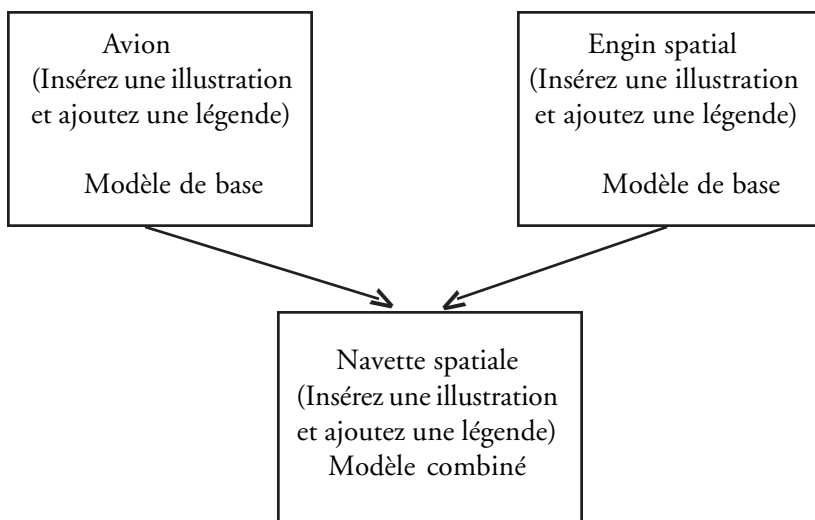 Avion
(Insérez une illustration
et ajoutez une légende)
Modèle de base
Engin spatial
(Insérez une illustration
et ajoutez une légende)
Modèle de base
Navette spatiale
(Insérez une illustration
et ajoutez une légende)
Modèle combiné